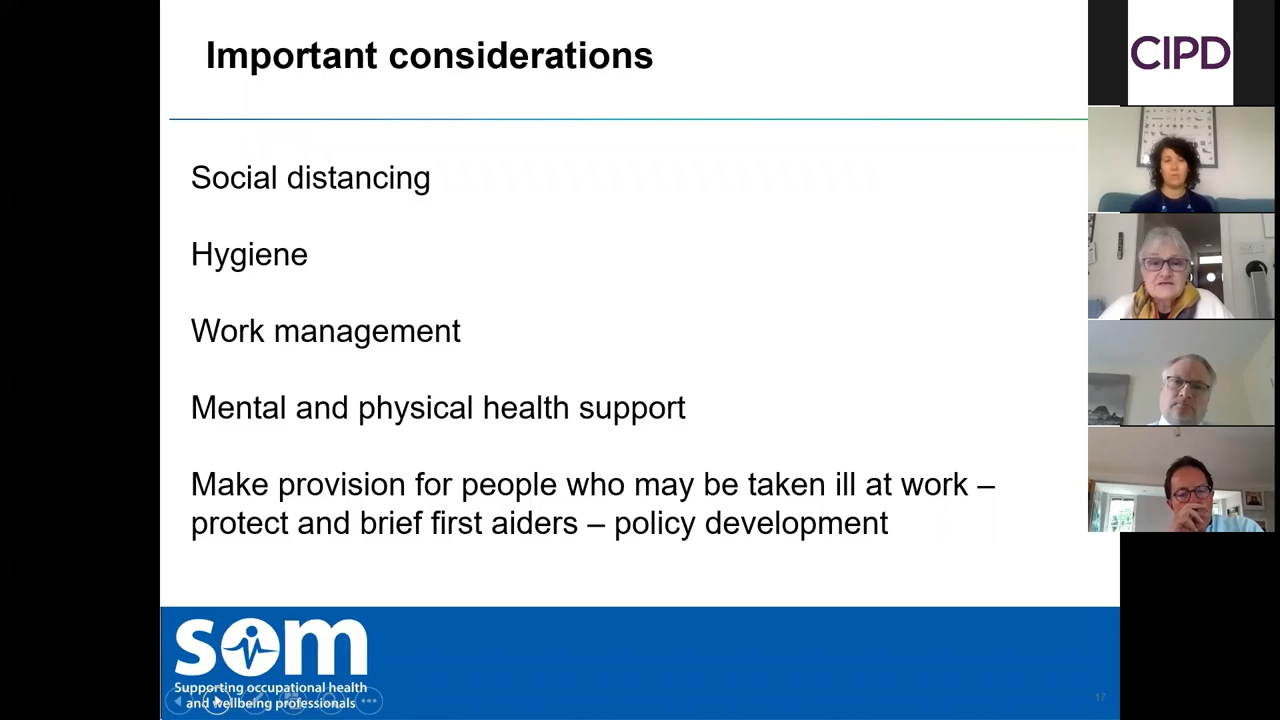 Important considerations
CIPD
Social distancing
Hygiene
Work management
Mental and physical health support
Make provision for people who may be taken ill at work –
protect and brief first aiders – policy development
som
Supporting occupational health
and wellbeing professionals
17